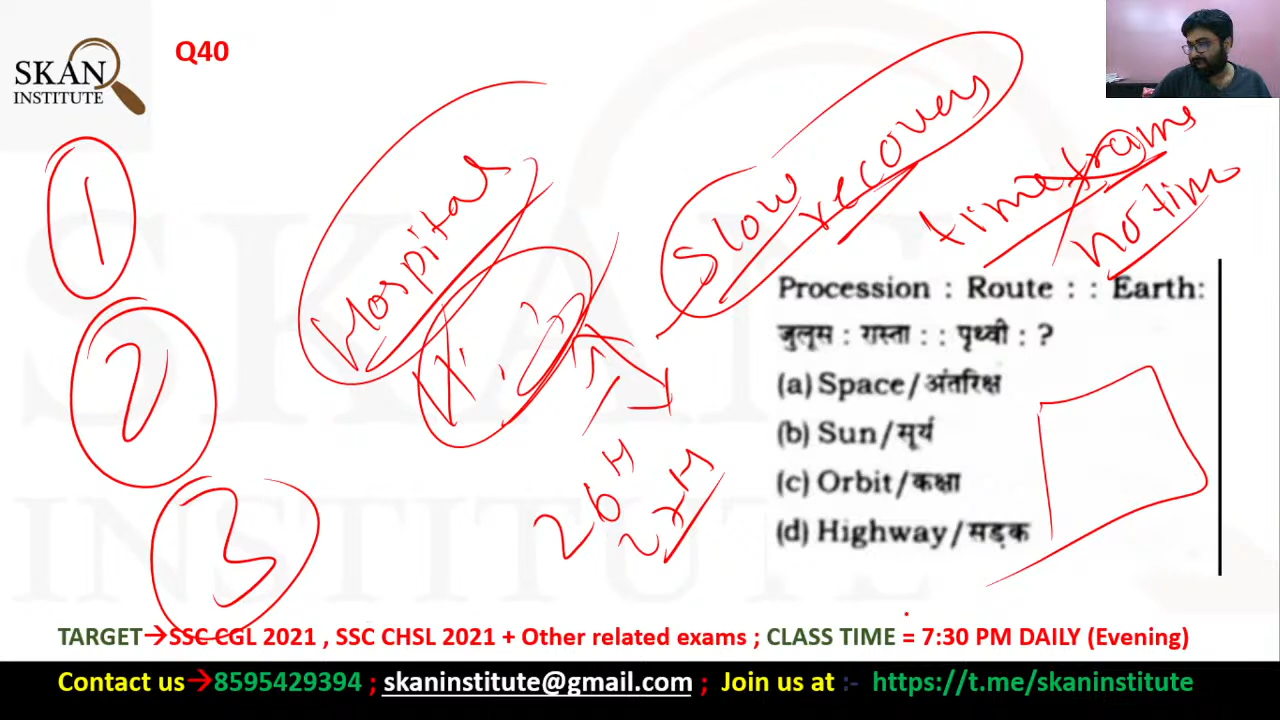 SKAN
INSTITUTE
Q40
1
2
3
Hospital
Slow
recovery
timeframe
no time
26H
Procession : Route : : Earth:
जुलूस : रास्ता : : पृथ्वी : ?
(a) Space/अंतरिक्ष
(b) Sun/सूर्य
(c) Orbit/कक्षा
(d) Highway/सड़क
TARGET→SSC CGL 2021 , SSC CHSL 2021 + Other related exams ; CLASS TIME = 7:30 PM DAILY (Evening)
Contact us→8595429394 ; skaninstitute@gmail.com ; Join us at :- https://t.me/skaninstitute